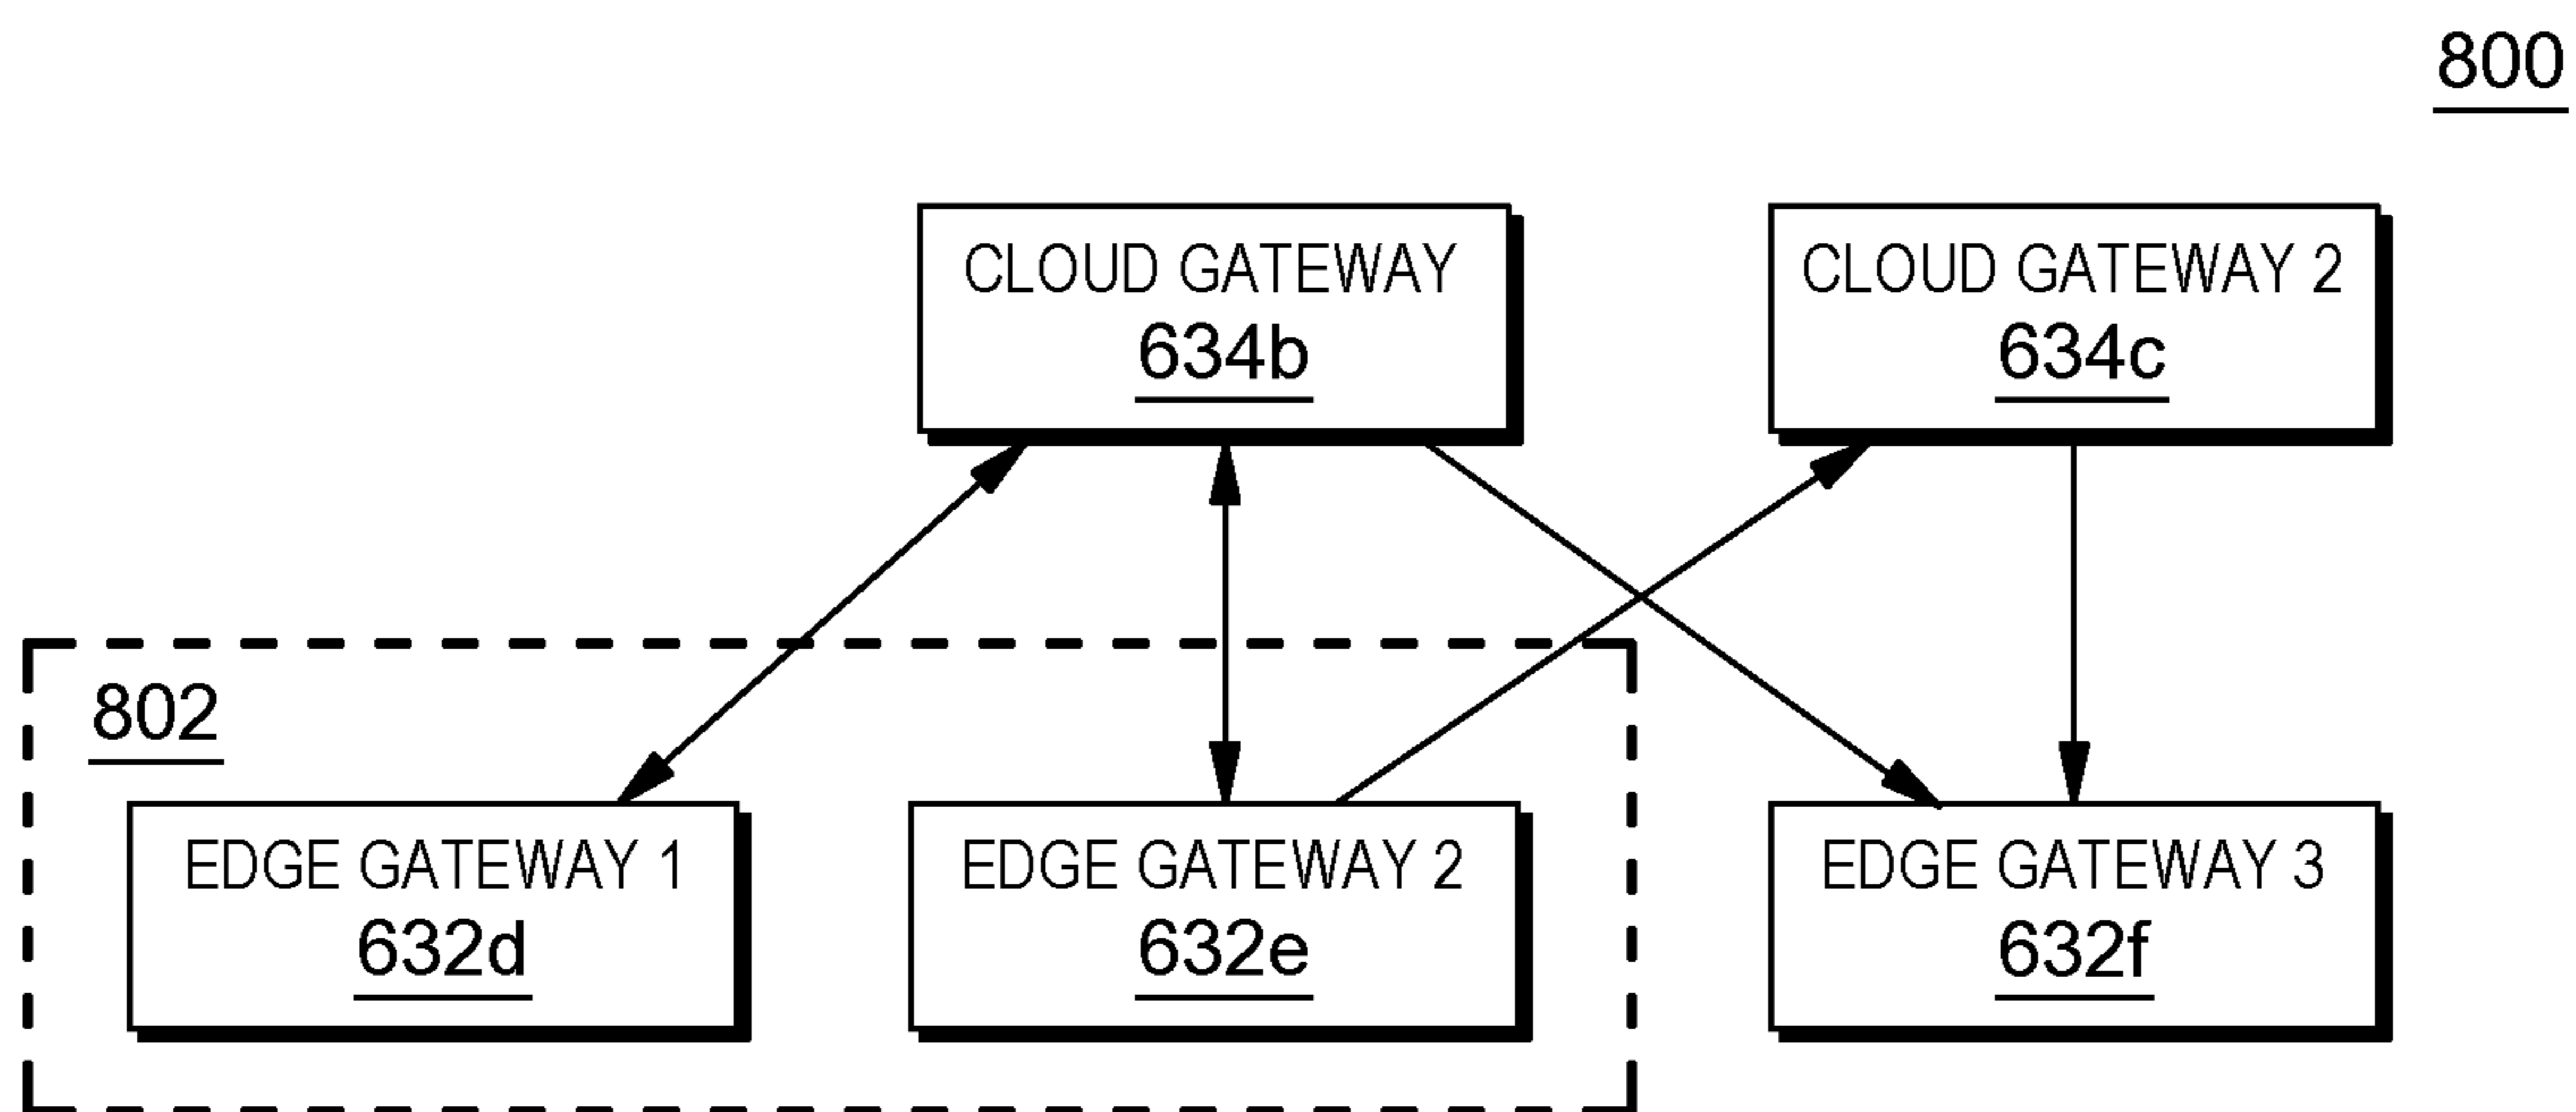 800
CLOUD GATEWAY
634b
CLOUD GATEWAY 2
634c
802
EDGE GATEWAY 1
632d
EDGE GATEWAY 2
632e
EDGE GATEWAY 3
632f